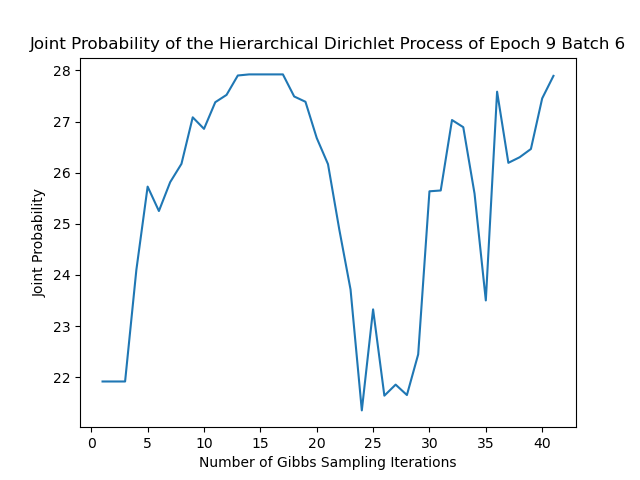 Joint Probability of the Hierarchical Dirichlet Process of Epoch 9 Batch 6
28
27
26
25
24
23
22
Joint Probability
0 5 10 15 20 25 30 35 40
Number of Gibbs Sampling Iterations